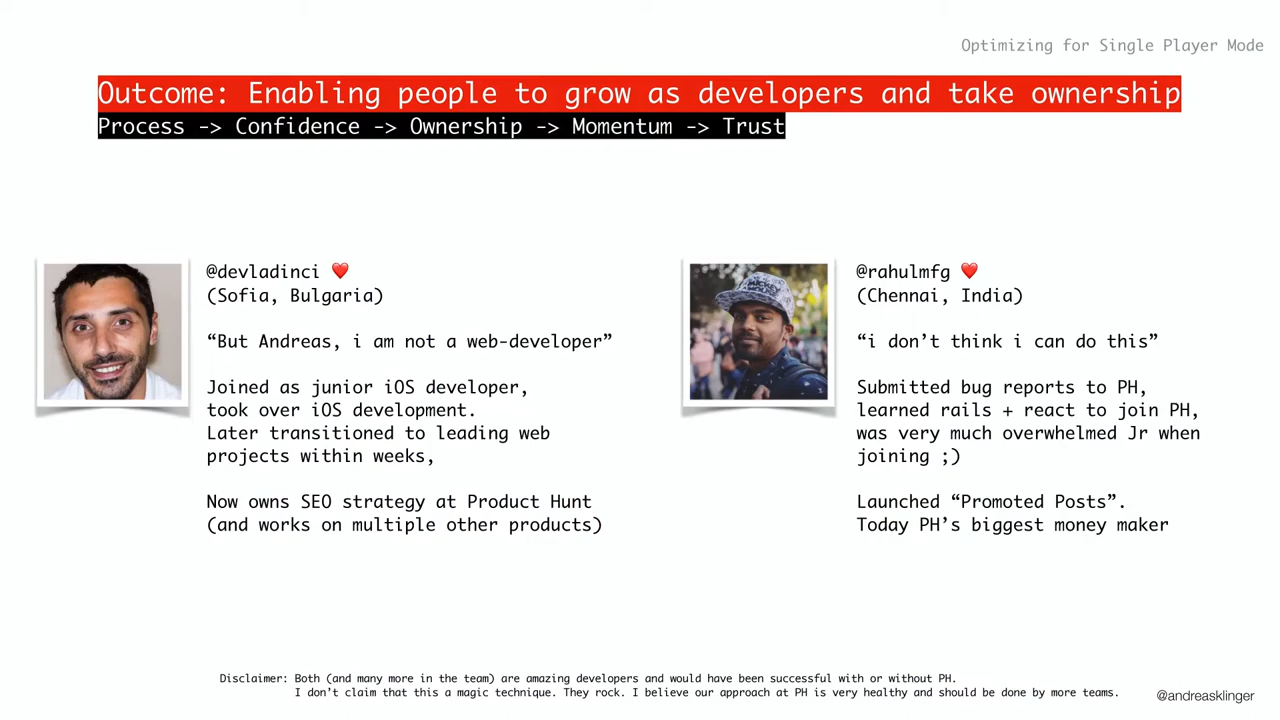 Optimizing for Single Player Mode
Outcome: Enabling people to grow as developers and take ownership
Process -> Confidence -> Ownership -> Momentum -> Trust
@devladinci ❤️
(Sofia, Bulgaria)
“But Andreas, i am not a web-developer”
Joined as junior iOS developer,
took over iOS development.
Later transitioned to leading web
projects within weeks,
Now owns SEO strategy at Product Hunt
(and works on multiple other products)
@rahulmfg ❤️
(Chennai, India)
“i don’t think i can do this”
Submitted bug reports to PH,
learned rails + react to join PH,
was very much overwhelmed Jr when
joining ;)
Launched “Promoted Posts”.
Today PH’s biggest money maker
Disclaimer: Both (and many more in the team) are amazing developers and would have been successful with or without PH.
I don’t claim that this a magic technique. They rock. I believe our approach at PH is very healthy and should be done by more teams.
@andreasklinger